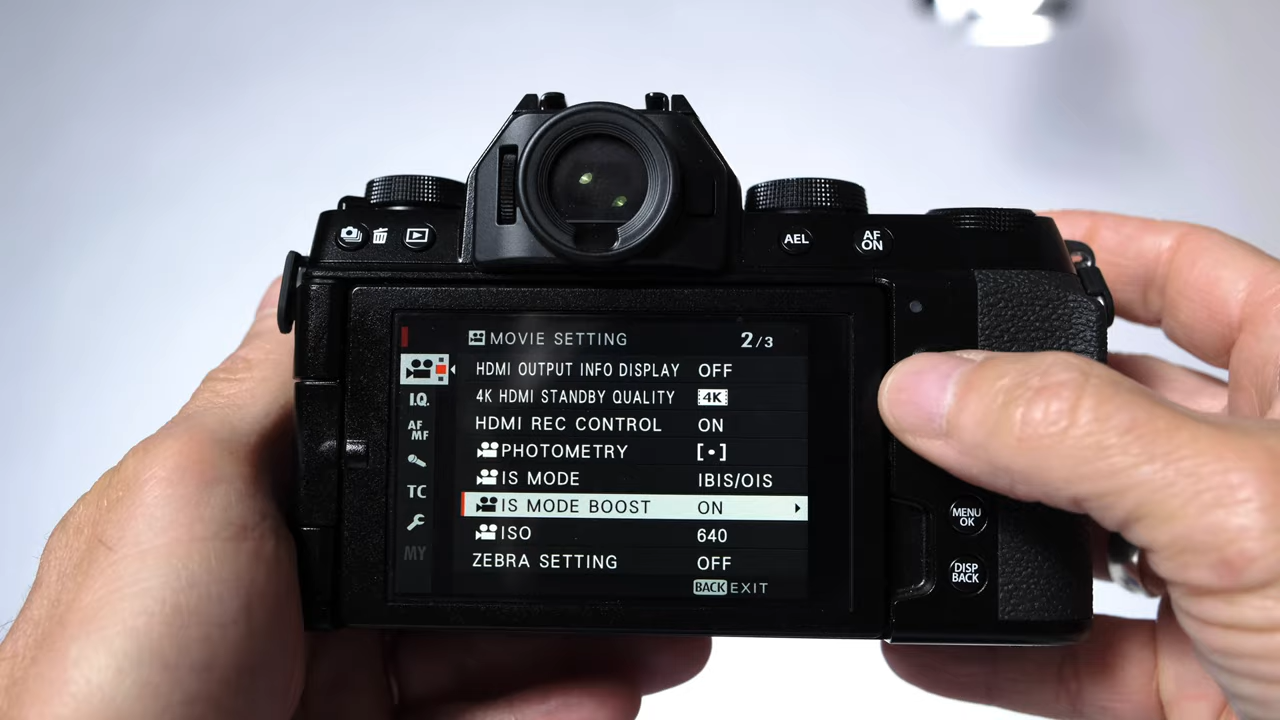 AEL
AF
ON
MOVIE SETTING 2/3
HDMI OUTPUT INFO DISPLAY OFF
4K HDMI STANDBY QUALITY 4K
HDMI REC CONTROL ON
PHOTOMETRY [•]
IS MODE IBIS/OIS
IS MODE BOOST ON
ISO 640
ZEBRA SETTING OFF
BACK EXIT
I.Q.
AF
MF
TC
MY
MENU
OK
DISP
BACK